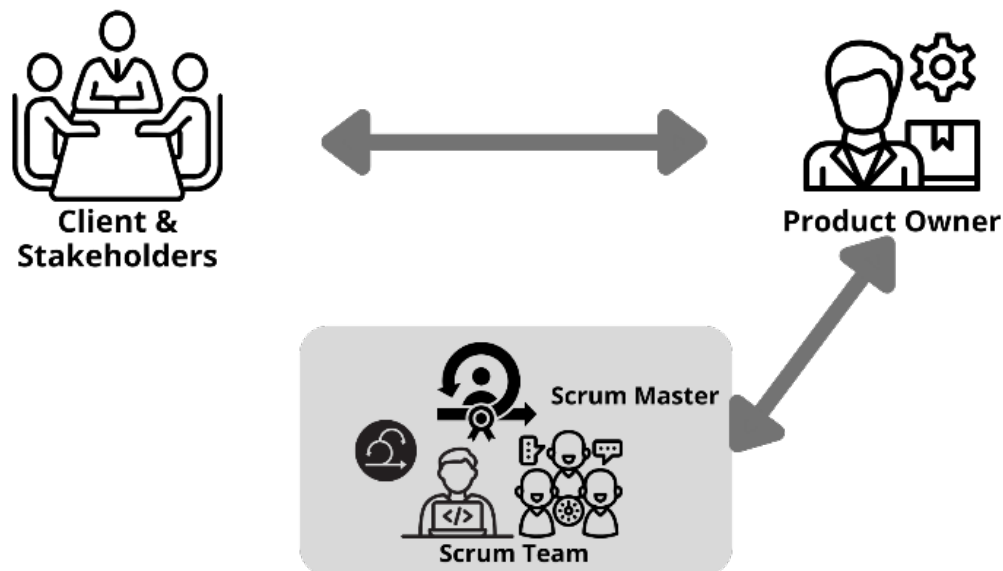 Client &
Stakeholders
Product Owner
Scrum Master
</>
Scrum Team